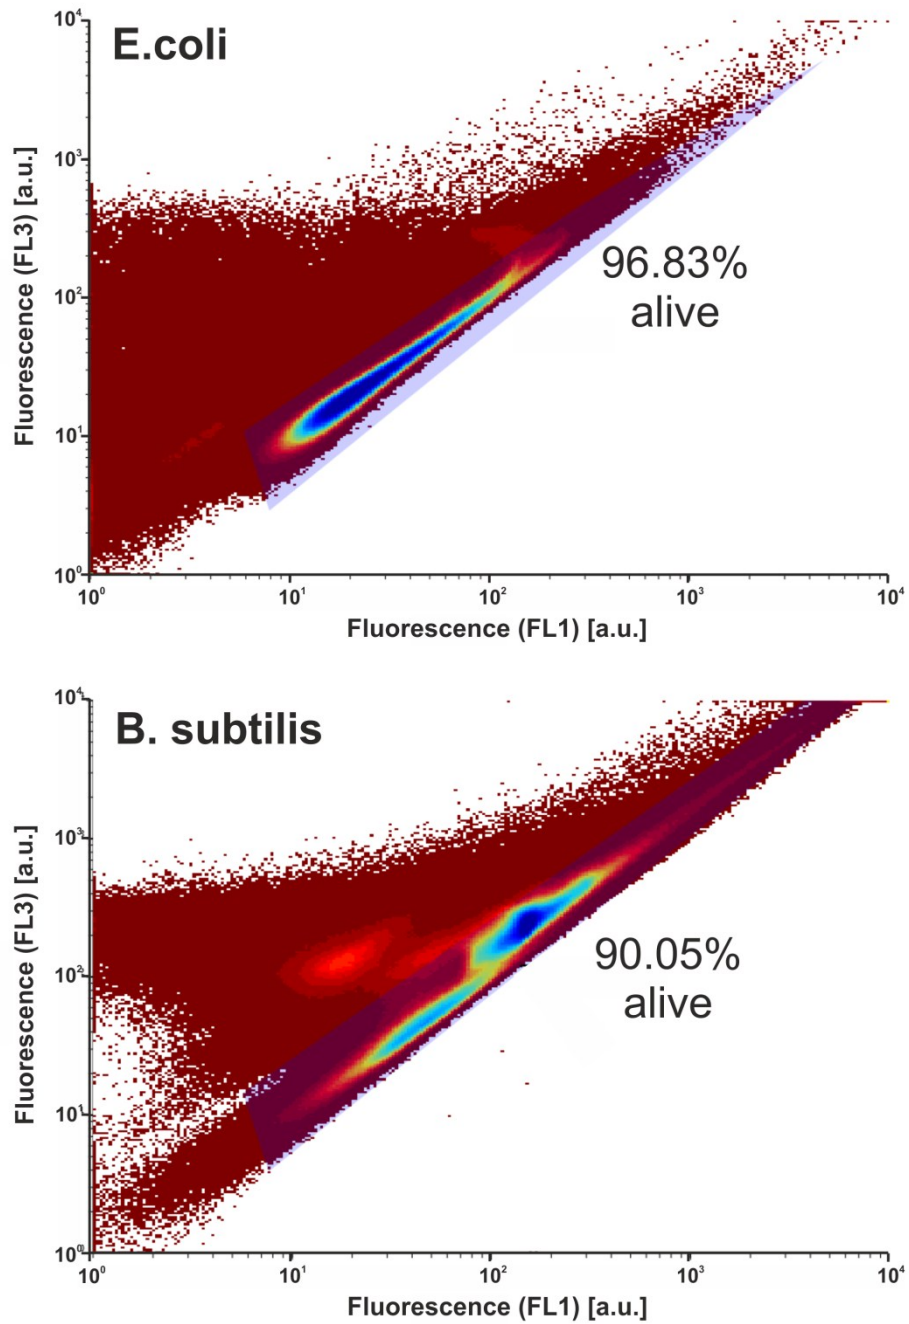 E.coli
10⁴
10³
10²
10¹
10⁰
Fluorescence (FL3) [a.u.]
96.83%
alive
10⁰ 10¹ 10² 10³ 10⁴
Fluorescence (FL1) [a.u.]
B. subtilis
10⁴
10³
10²
10¹
10⁰
Fluorescence (FL3) [a.u.]
90.05%
alive
10⁰ 10¹ 10² 10³ 10⁴
Fluorescence (FL1) [a.u.]